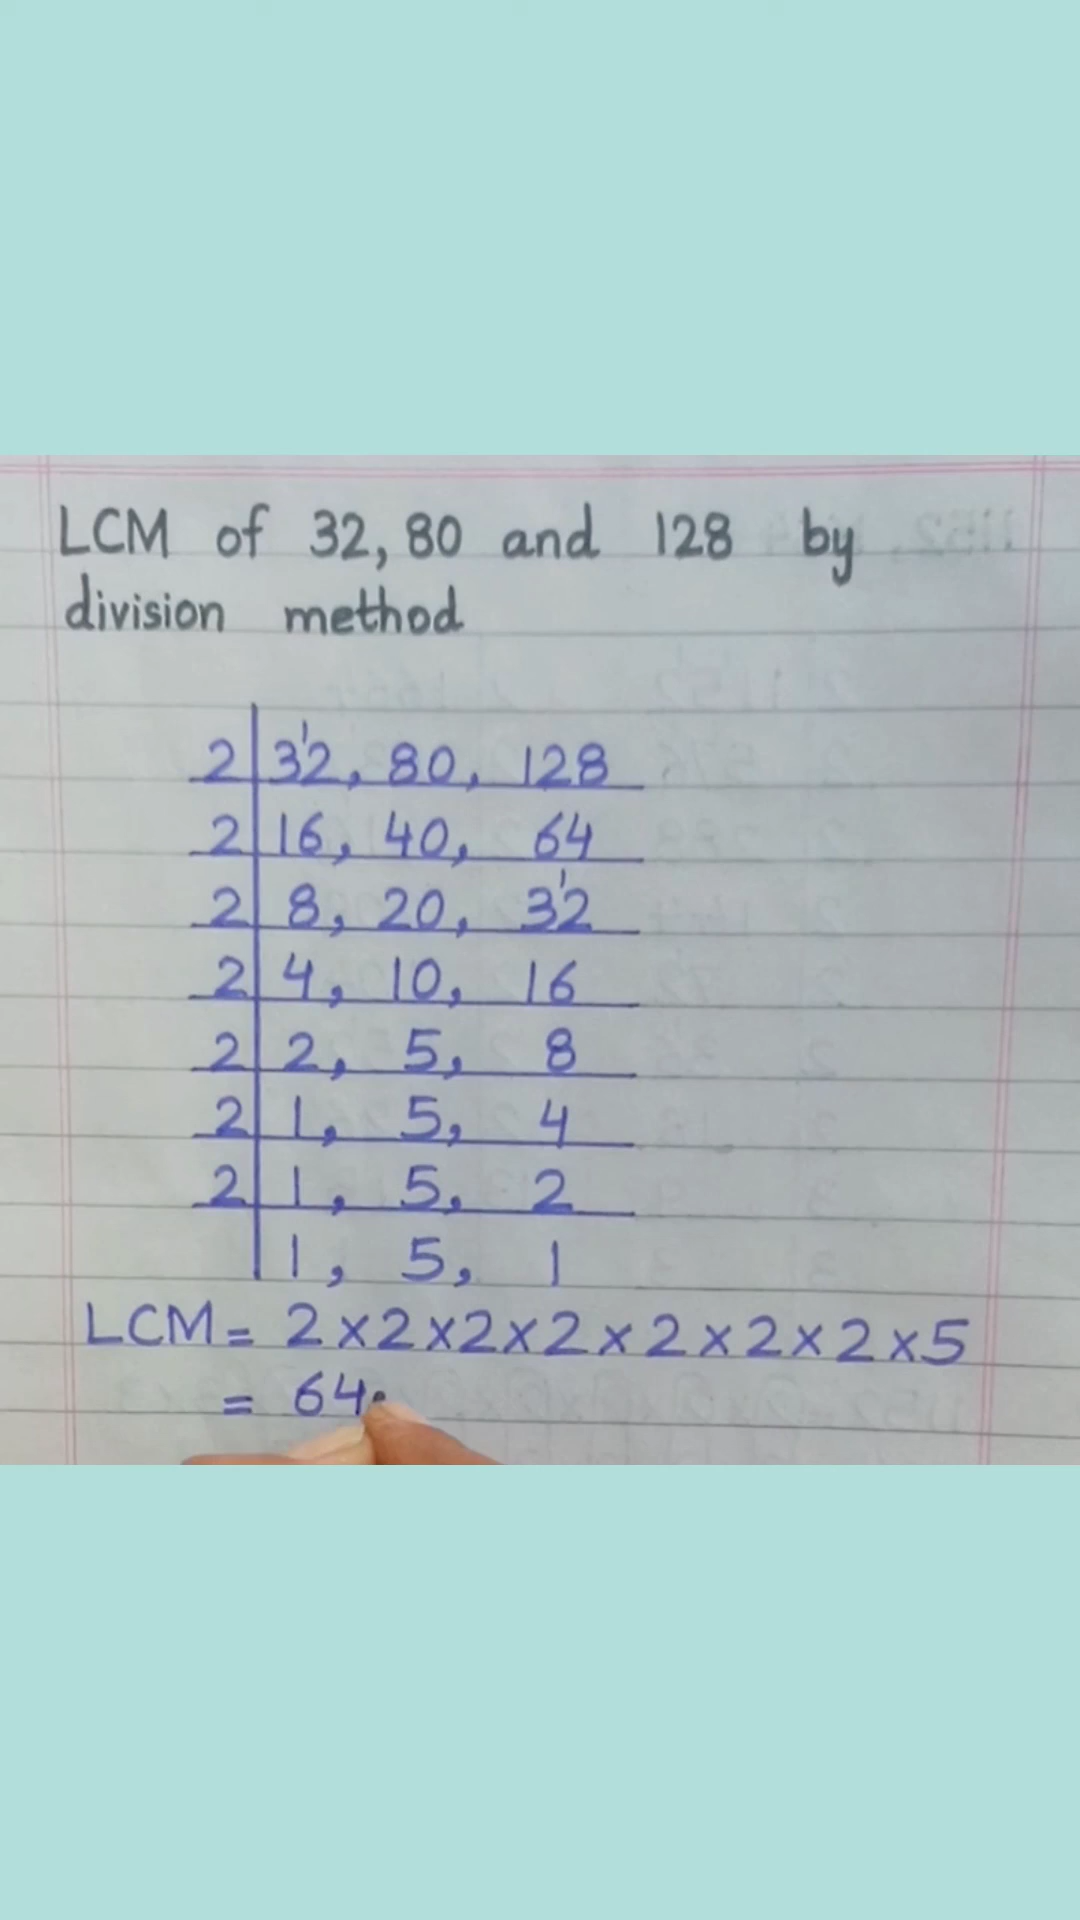 LCM of 32, 80 and 128 by
division method
2 32, 80, 128
2 16, 40, 64
2 8, 20, 32
2 4, 10, 16
2 2, 5, 8
2 1, 5, 4
2 1, 5, 2
1, 5, 1
LCM = 2×2×2×2×2×2×2×5
= 64